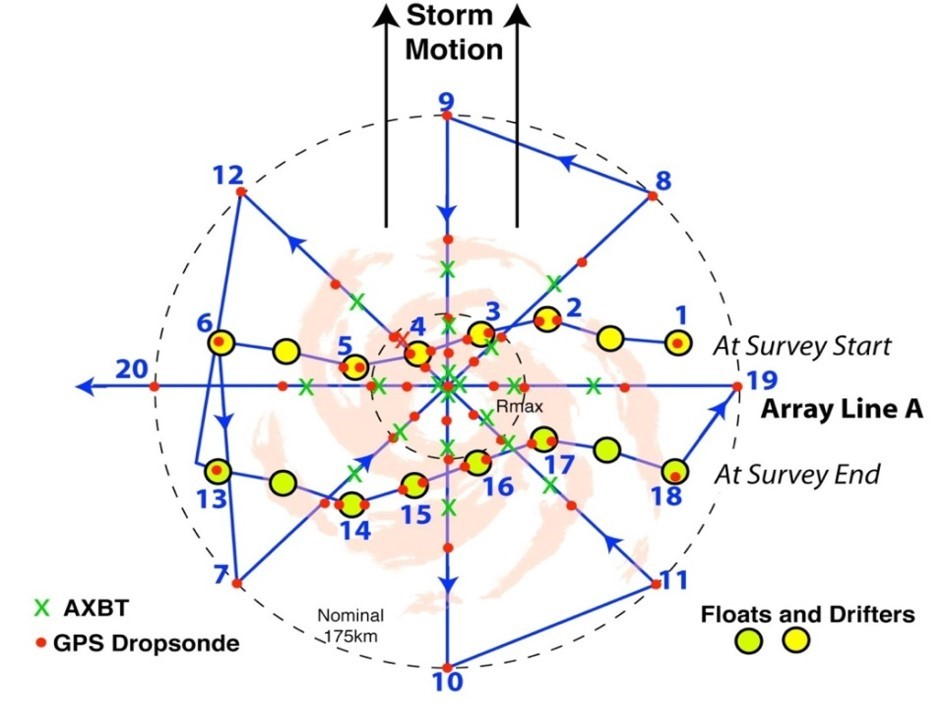 Storm
Motion
9
12
8
6
5
4
3
2
1
At Survey Start
20
19
Rmax
Array Line A
13
14
15
16
17
18
At Survey End
7
11
X AXBT
GPS Dropsonde
Nominal
175km
Floats and Drifters
10